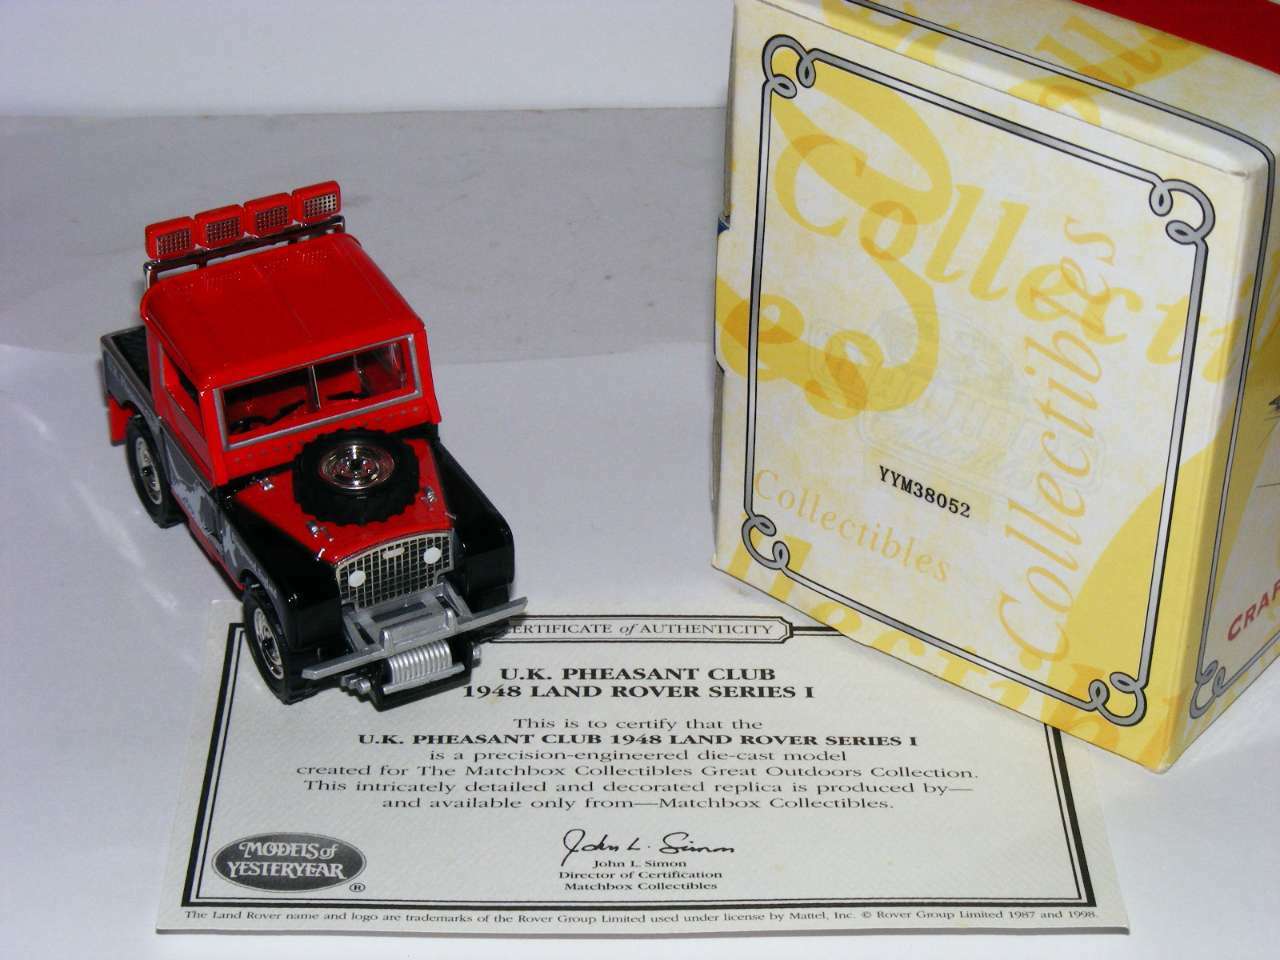 Collectibles
Collectibles
Collectibles
YYM38052
CERTIFICATE of AUTHENTICITY
U.K. PHEASANT CLUB
1948 LAND ROVER SERIES I
This is to certify that the
U.K. PHEASANT CLUB 1948 LAND ROVER SERIES I
is a precision-engineered die-cast model
created for The Matchbox Collectibles Great Outdoors Collection.
This intricately detailed and decorated replica is produced by—
and available only from—Matchbox Collectibles.
John L. Simon
John L. Simon
Director of Certification
Matchbox Collectibles
MODELS of
YESTERYEAR
®
The Land Rover name and logo are trademarks of the Rover Group Limited used under license by Mattel, Inc. © Rover Group Limited 1987 and 1998.